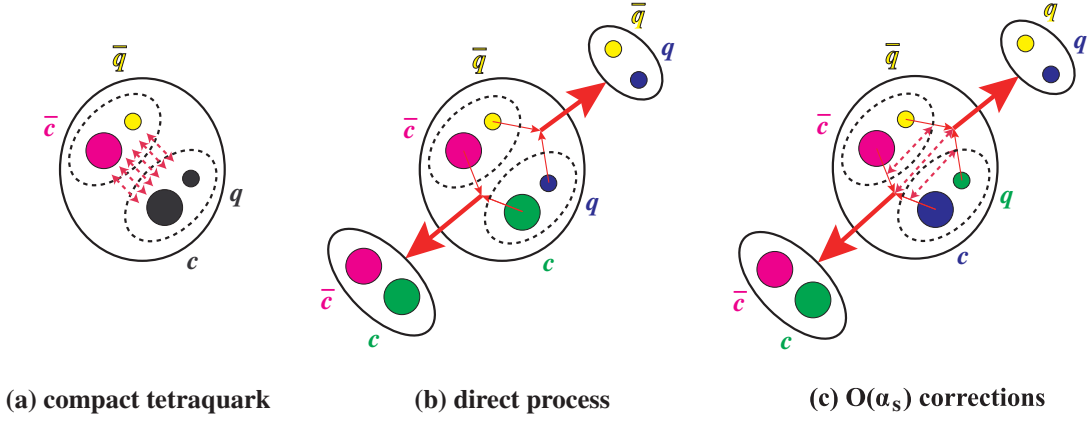 q̅
c̅
q
c
(a) compact tetraquark
q̅
q
q̅
c̅
q
c
c̅
c
(b) direct process
q
q
q̅
c̅
q
c
c̅
c
(c) O(αₛ) corrections